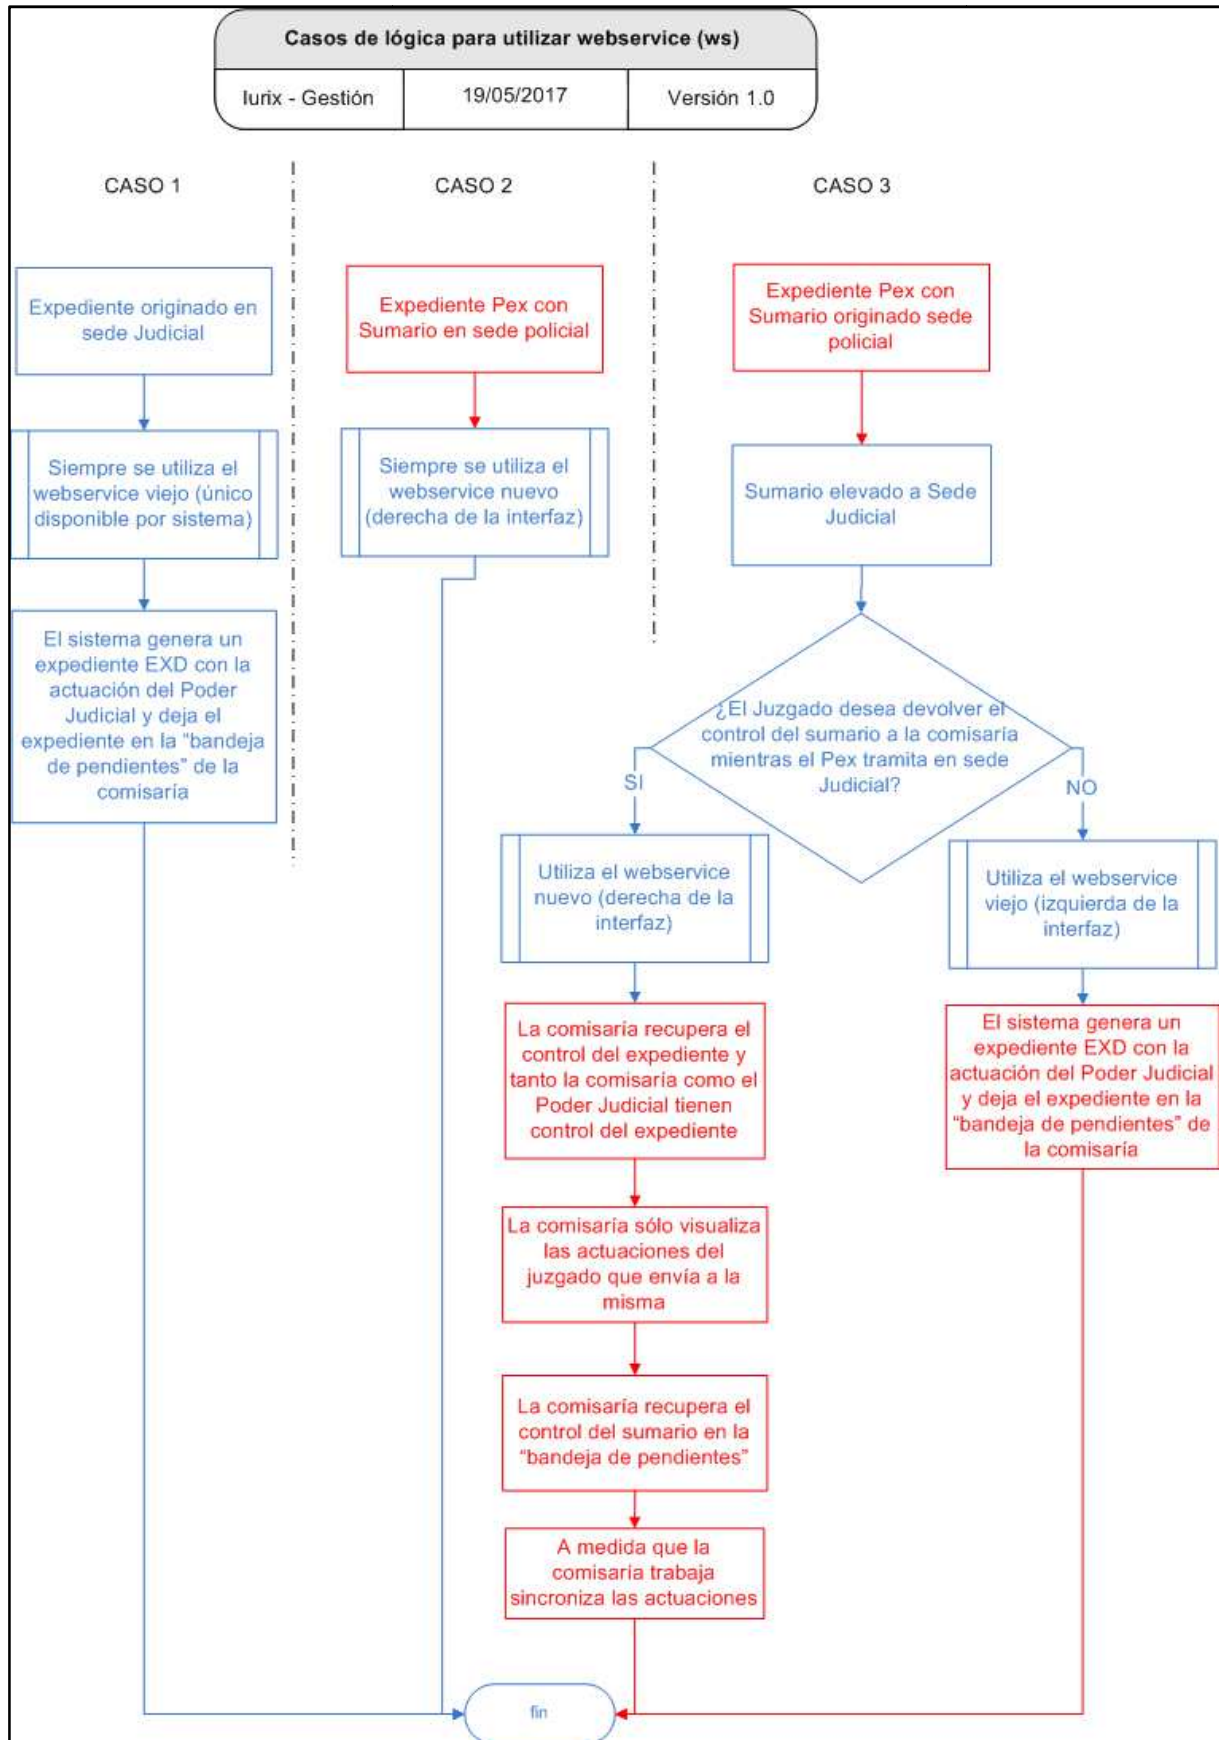 Casos de lógica para utilizar webservice (ws)
Iurix - Gestión
19/05/2017
Versión 1.0
CASO 1
CASO 2
CASO 3
Expediente originado en
sede Judicial
Siempre se utiliza el
webservice viejo (único
disponible por sistema)
El sistema genera un
expediente EXD con la
actuación del Poder
Judicial y deja el
expediente en la “bandeja
de pendientes” de la
comisaría
Expediente Pex con
Sumario en sede policial
Siempre se utiliza el
webservice nuevo
(derecha de la interfaz)
Expediente Pex con
Sumario originado sede
policial
Sumario elevado a Sede
Judicial
¿El Juzgado desea devolver el
control del sumario a la comisaría
mientras el Pex tramita en sede
Judicial?
SI
NO
Utiliza el webservice
nuevo (derecha de la
interfaz)
La comisaría recupera el
control del expediente y
tanto la comisaría como el
Poder Judicial tienen
control del expediente
La comisaría sólo visualiza
las actuaciones del
juzgado que envía a la
misma
La comisaría recupera el
control del sumario en la
“bandeja de pendientes”
A medida que la
comisaría trabaja
sincroniza las actuaciones
Utiliza el webservice
viejo (izquierda de la
interfaz)
El sistema genera un
expediente EXD con la
actuación del Poder Judicial
y deja el expediente en la
“bandeja de pendientes” de
la comisaría
fin